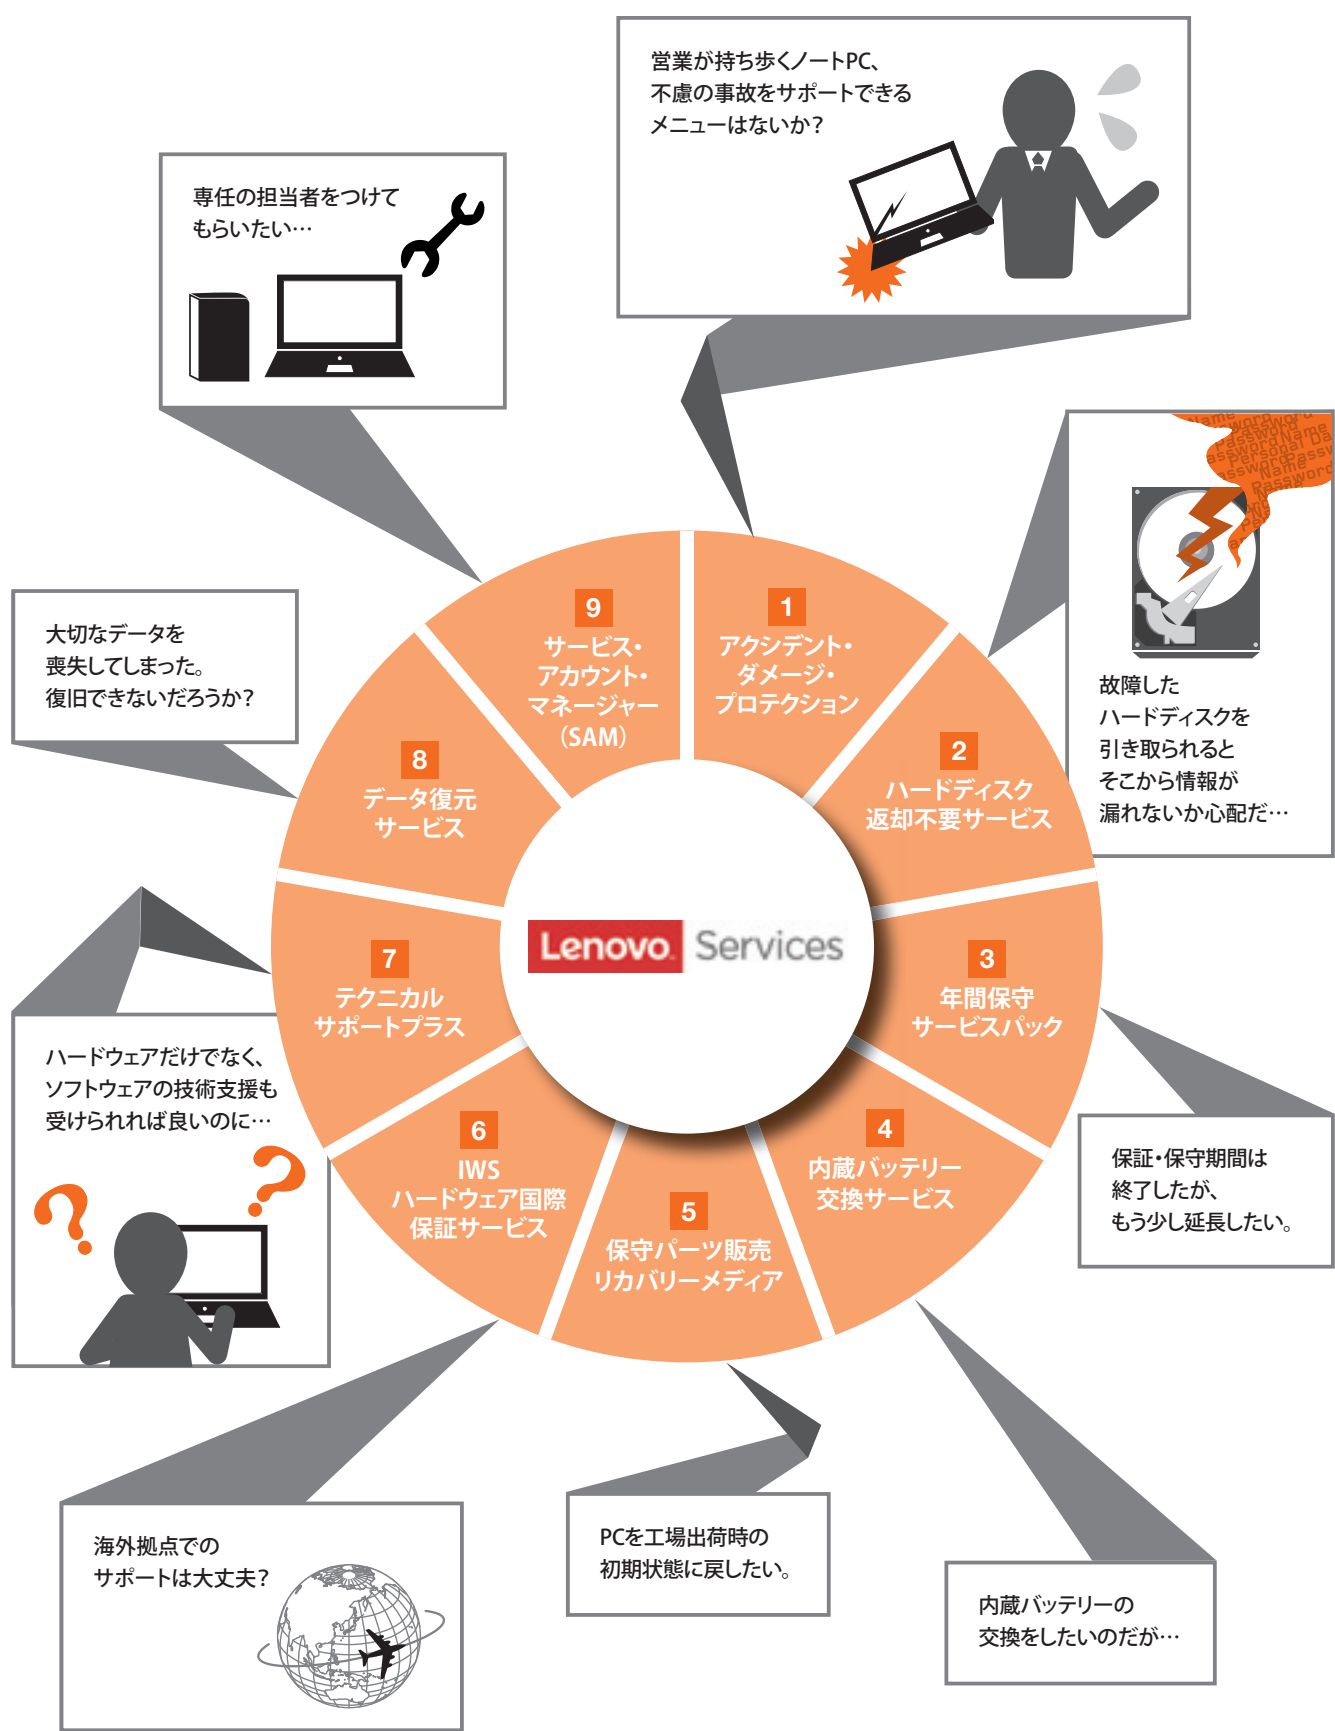 営業が持ち歩くノートPC、
不慮の事故をサポートできる
メニューはないか？
専任の担当者をつけて
もらいたい…
故障した
ハードディスクを
引き取られると
そこから情報が
漏れないか心配だ…
大切なデータを
喪失してしまった。
復旧できないだろうか？
1
アクシデント・
ダメージ・
プロテクション
2
ハードディスク
返却不要サービス
3
年間保守
サービスパック
4
内蔵バッテリー
交換サービス
5
保守パーツ販売
リカバリーメディア
6
IWS
ハードウェア国際
保証サービス
7
テクニカル
サポートプラス
8
データ復元
サービス
9
サービス・
アカウント・
マネージャー
（SAM）
Lenovo. Services
ハードウェアだけでなく、
ソフトウェアの技術支援も
受けられれば良いのに…
保証・保守期間は
終了したが、
もう少し延長したい。
海外拠点での
サポートは大丈夫？
PCを工場出荷時の
初期状態に戻したい。
内蔵バッテリーの
交換をしたいのだが…